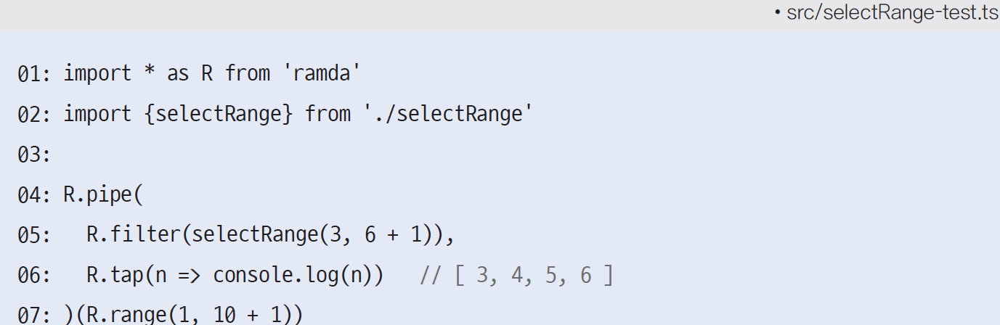 • src/selectRange-test.ts
01: import * as R from 'ramda'
02: import {selectRange} from './selectRange'
03:
04: R.pipe(
05:   R.filter(selectRange(3, 6 + 1)),
06:   R.tap(n => console.log(n))   // [ 3, 4, 5, 6 ]
07: )(R.range(1, 10 + 1))